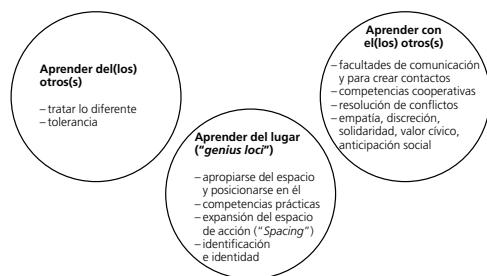 Aprender del(los)
otros(s)
– tratar lo diferente
– tolerancia
Aprender del lugar
(“genius loci”)
– apropiarse del espacio
y posicionarse en él
– competencias prácticas
– expansión del espacio
de acción (“Spacing”)
– identificación
e identidad
Aprender con
el(los) otros(s)
– facultades de comunicación
y para crear contactos
– competencias cooperativas
– resolución de conflictos
– empatía, discreción,
solidaridad, valor cívico,
anticipación social